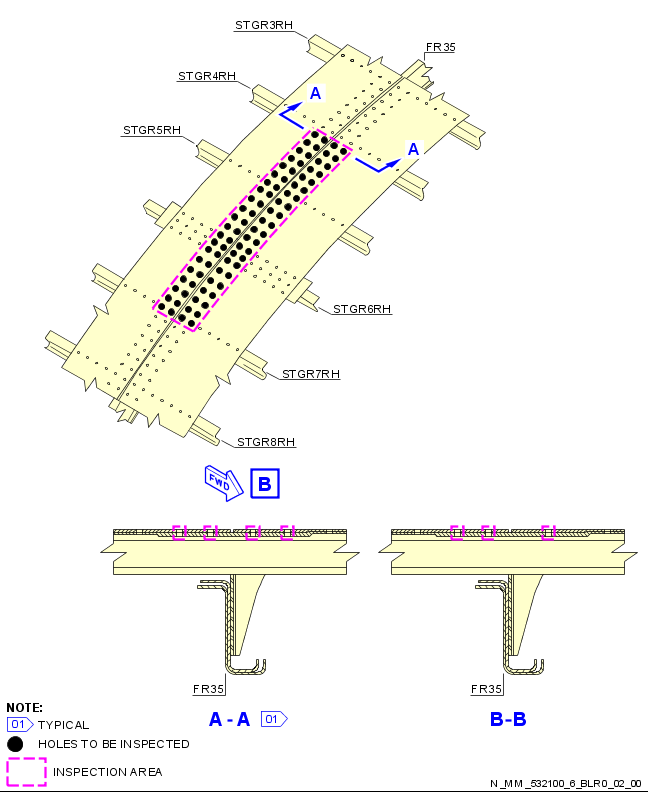 STGR3RH
FR35
STGR4RH
A
STGR5RH
A
STGR6RH
STGR7RH
STGR8RH
FWD
B
FR35
FR35
A - A
01
B-B
NOTE:
01 TYPICAL
HOLES TO BE INSPECTED
INSPECTION AREA
N_MM_532100_6_BLR0_02_00